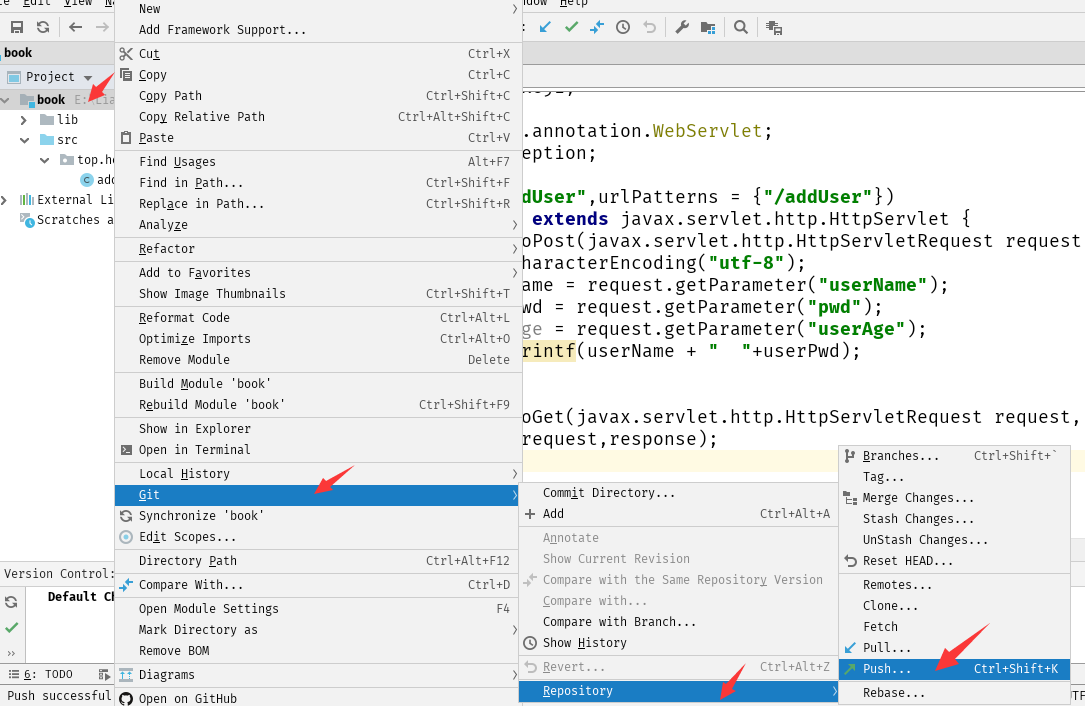 Edit View
New
Window Help
Add Framework Support...
book
Cut Ctrl+X
Project
Copy Ctrl+C
book E:\
Copy Path Ctrl+Shift+C
lib
Copy Relative Path Ctrl+Alt+Shift+C
src
Paste Ctrl+V
.annotation.WebServlet;
eption;
top.h
Find Usages Alt+F7
Find in Path... Ctrl+Shift+F
add
External Li
Replace in Path... Ctrl+Shift+R
dUser",urlPatterns = {"/addUser"})
Scratches a
Analyze
extends javax.servlet.http.HttpServlet {
Refactor
oPost(javax.servlet.http.HttpServletRequest request
Add to Favorites
haracterEncoding("utf-8");
Show Image Thumbnails Ctrl+Shift+T
ame = request.getParameter("userName");
Reformat Code Ctrl+Alt+L
wd = request.getParameter("pwd");
Optimize Imports Ctrl+Alt+O
ge = request.getParameter("userAge");
Remove Module Delete
rintf(userName + "  "+userPwd);
Build Module 'book'
Rebuild Module 'book' Ctrl+Shift+F9
oGet(javax.servlet.http.HttpServletRequest request,
Show in Explorer
request,response);
Open in Terminal
Local History
Git
Synchronize 'book'
Edit Scopes...
Directory Path Ctrl+Alt+F12
Compare With... Ctrl+D
Open Module Settings F4
Mark Directory as
Remove BOM
Diagrams
Open on GitHub
Version Control:
Default Ch
6: TODO
Push successful
Commit Directory...
Add Ctrl+Alt+A
Annotate
Show Current Revision
Compare with the Same Repository Version
Compare with...
Compare with Branch...
Show History
Revert... Ctrl+Alt+Z
Repository
Branches... Ctrl+Shift+`
Tag...
Merge Changes...
Stash Changes...
UnStash Changes...
Reset HEAD...
Remotes...
Clone...
Fetch
Pull...
Push... Ctrl+Shift+K
Rebase...